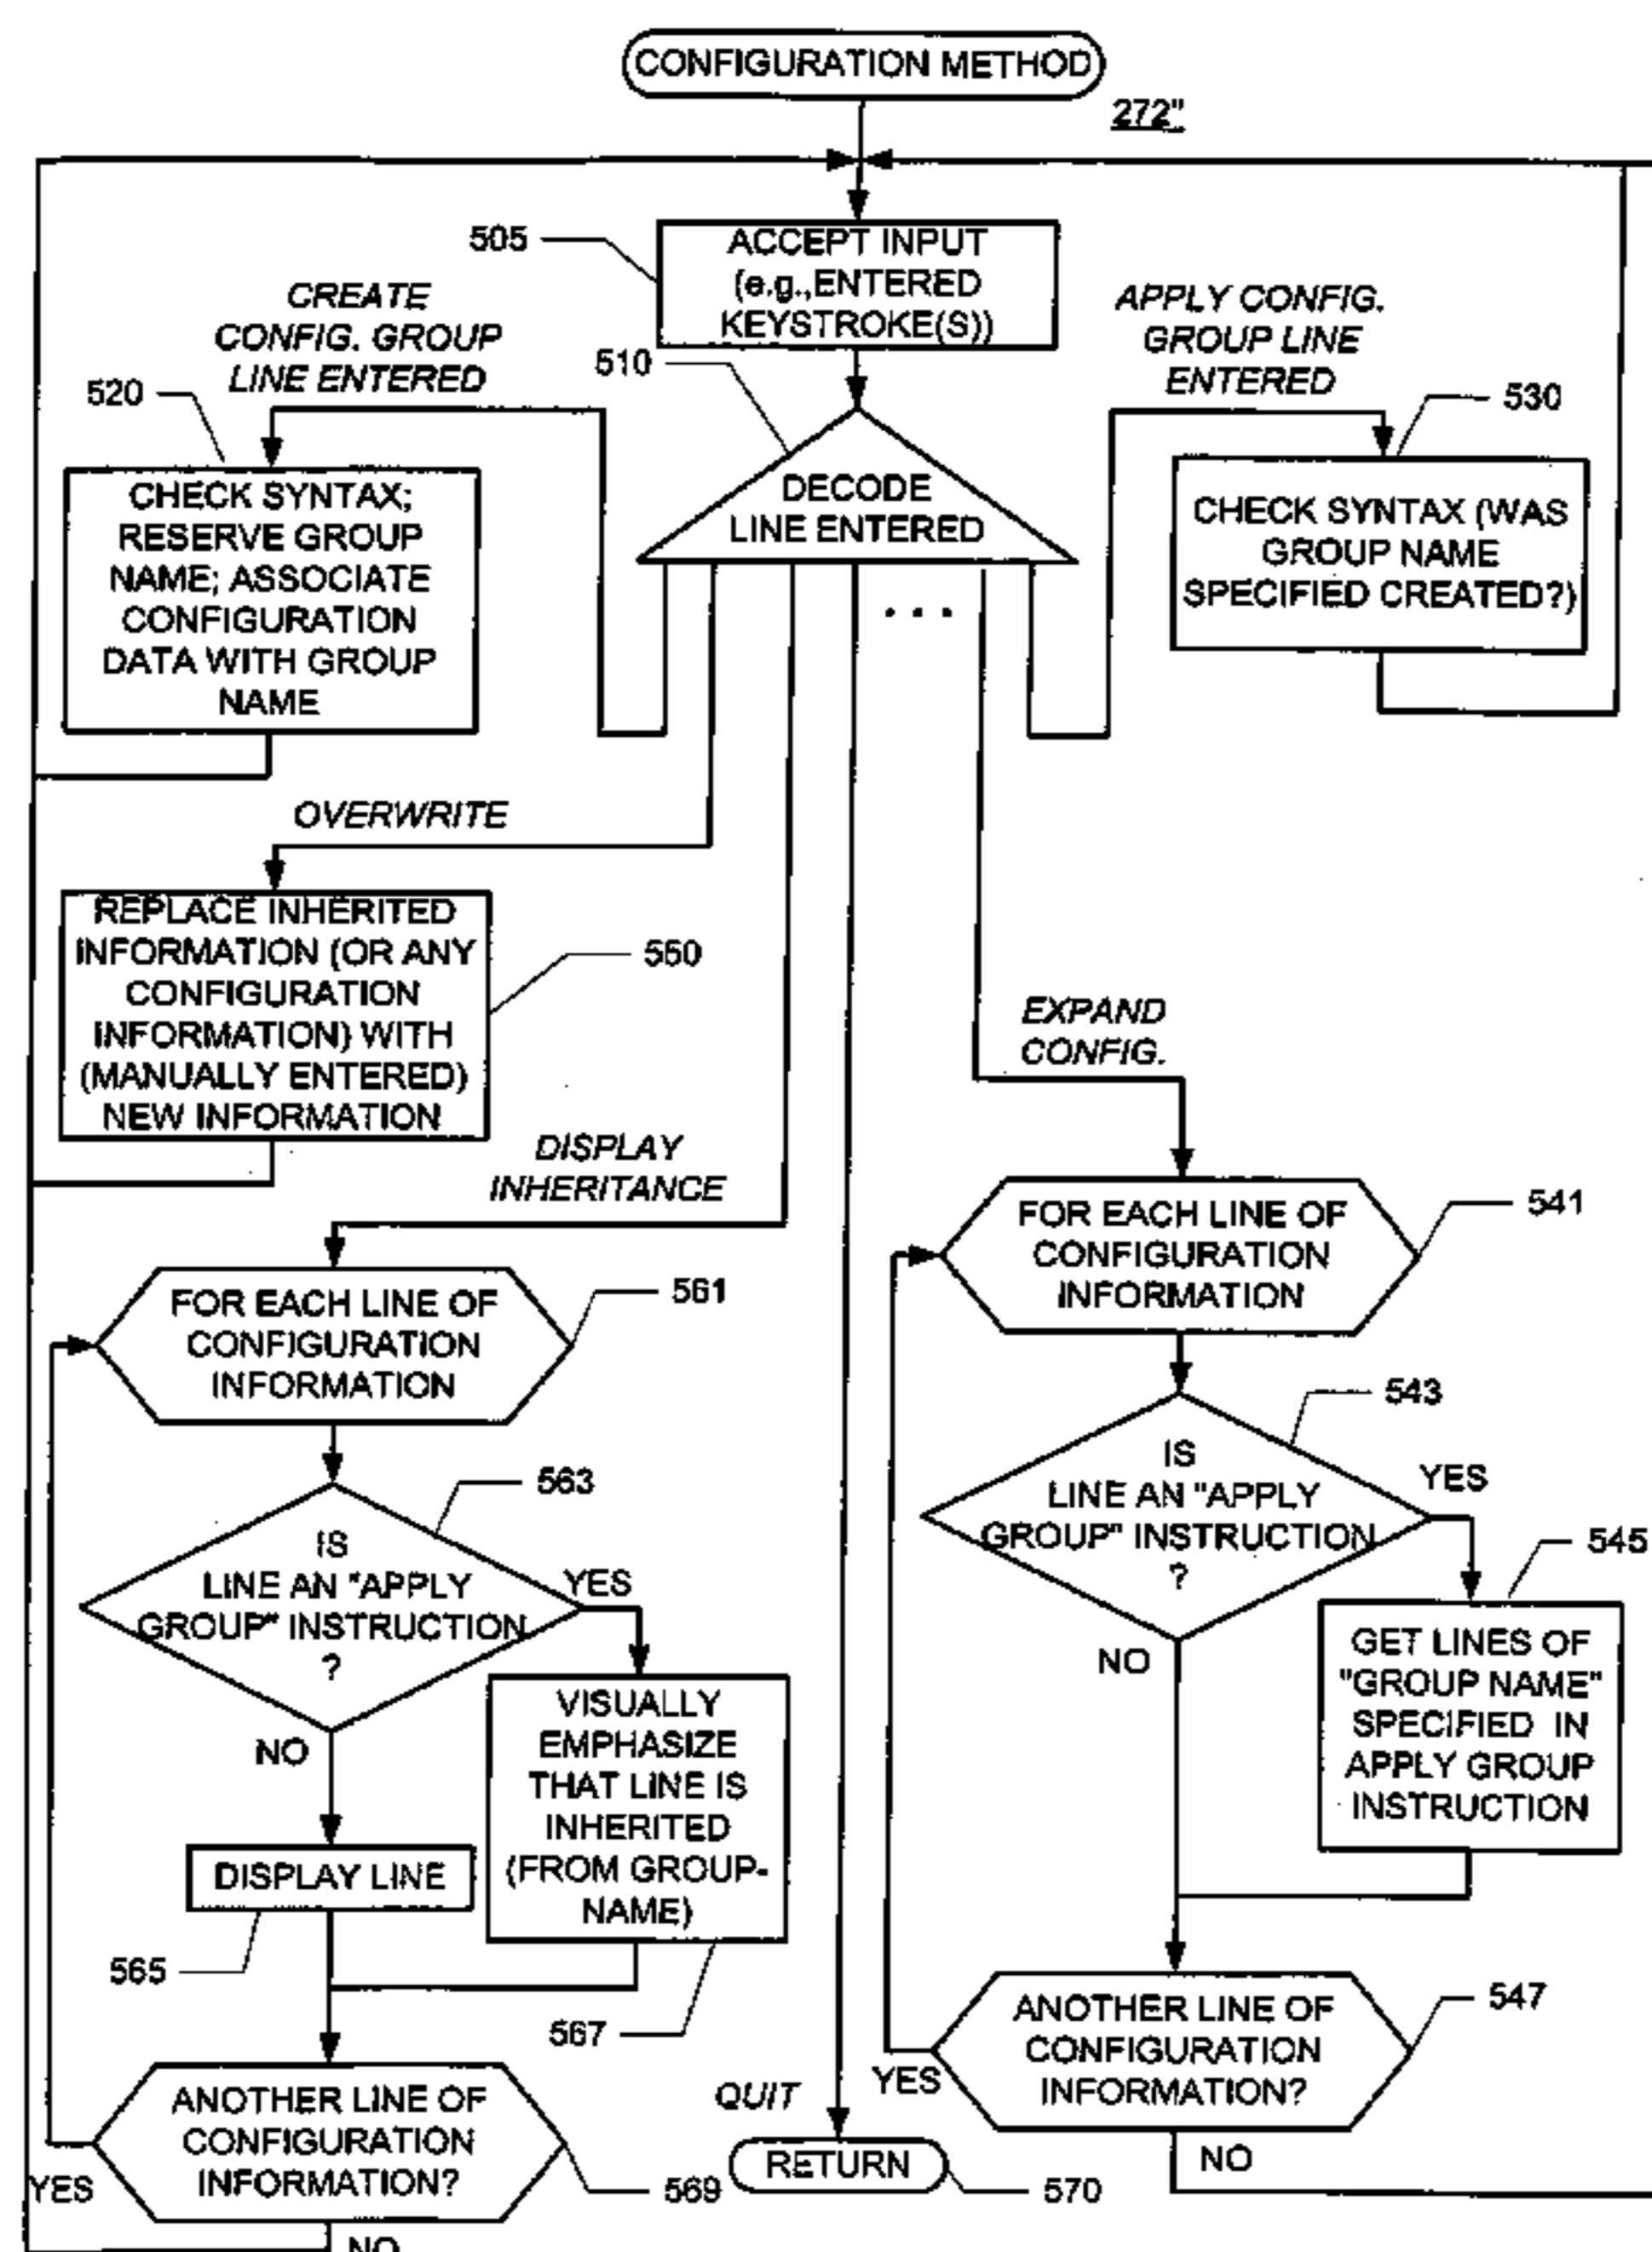 CONFIGURATION METHOD
272"
505
ACCEPT INPUT
(e.g.,ENTERED
KEYSTROKE(S))
CREATE
CONFIG. GROUP
LINE ENTERED
510
APPLY CONFIG.
GROUP LINE
ENTERED
520
530
DECODE
LINE ENTERED
CHECK SYNTAX;
RESERVE GROUP
NAME; ASSOCIATE
CONFIGURATION
DATA WITH GROUP
NAME
CHECK SYNTAX (WAS
GROUP NAME
SPECIFIED CREATED?)
. . .
OVERWRITE
REPLACE INHERITED
INFORMATION (OR ANY
CONFIGURATION
INFORMATION) WITH
(MANUALLY ENTERED)
NEW INFORMATION
550
EXPAND
CONFIG.
DISPLAY
INHERITANCE
FOR EACH LINE OF
CONFIGURATION
INFORMATION
541
FOR EACH LINE OF
CONFIGURATION
INFORMATION
561
543
IS
LINE AN "APPLY
GROUP" INSTRUCTION
?
YES
545
563
IS
LINE AN "APPLY
GROUP" INSTRUCTION
?
YES
NO
GET LINES OF
"GROUP NAME"
SPECIFIED IN
APPLY GROUP
INSTRUCTION
NO
VISUALLY
EMPHASIZE
THAT LINE IS
INHERITED
(FROM GROUP-
NAME)
DISPLAY LINE
565
567
ANOTHER LINE OF
CONFIGURATION
INFORMATION?
547
YES
NO
QUIT
RETURN
570
ANOTHER LINE OF
CONFIGURATION
INFORMATION?
569
YES
NO